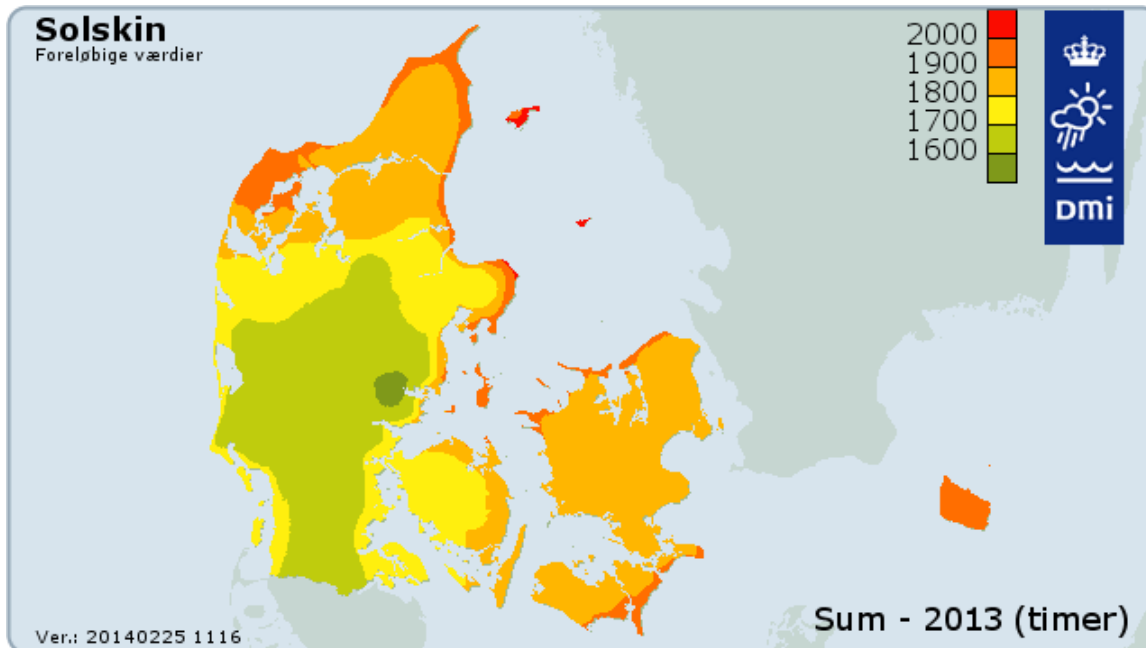 Solskin
Foreløbige værdier
2000
1900
1800
1700
1600
DMi
Sum - 2013 (timer)
Ver.: 20140225 1116